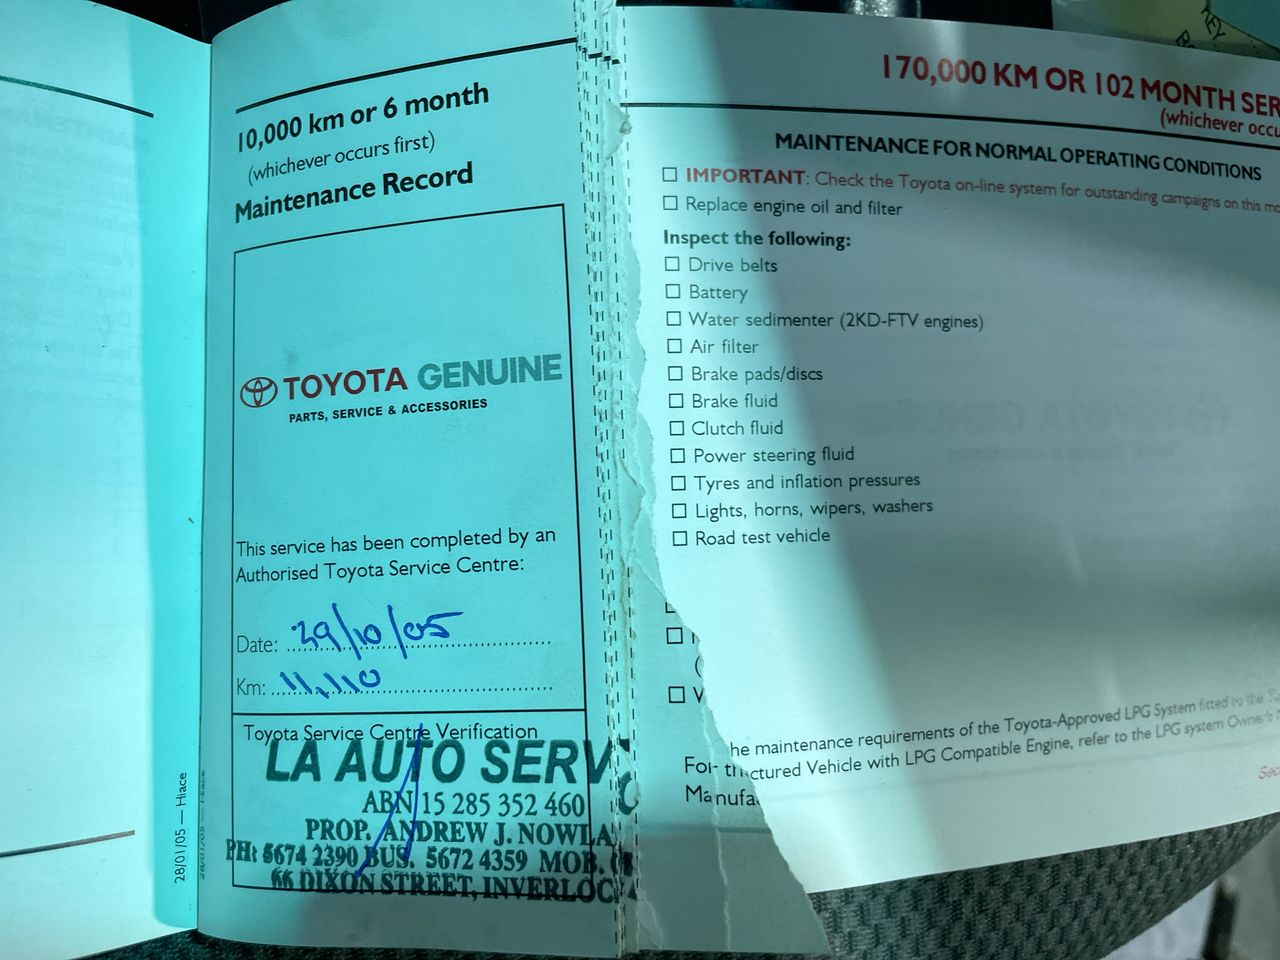 10,000 km or 6 month
(whichever occurs first)
Maintenance Record
TOYOTA GENUINE
PARTS, SERVICE & ACCESSORIES
This service has been completed by an
Authorised Toyota Service Centre:
Date: 29/10/05
Km: 11,110
Toyota Service Centre Verification
LA AUTO SERV
ABN 15 285 352 460
PROP. ANDREW J. NOWLA
PH: 5674 2390 BUS. 5672 4359 MOB.
66 DIXON STREET, INVERLOC
28/01/05 — Hiace
170,000 KM OR 102 MONTH SER
(whichever occu
MAINTENANCE FOR NORMAL OPERATING CONDITIONS
IMPORTANT: Check the Toyota on-line system for outstanding campaigns on this mo
Replace engine oil and filter
Inspect the following:
Drive belts
Battery
Water sedimenter (2KD-FTV engines)
Air filter
Brake pads/discs
Brake fluid
Clutch fluid
Power steering fluid
Tyres and inflation pressures
Lights, horns, wipers, washers
Road test vehicle
For the maintenance requirements of the Toyota-Approved LPG System fitted to the
ctured Vehicle with LPG Compatible Engine, refer to the LPG system Owner's
Manufa
KEY